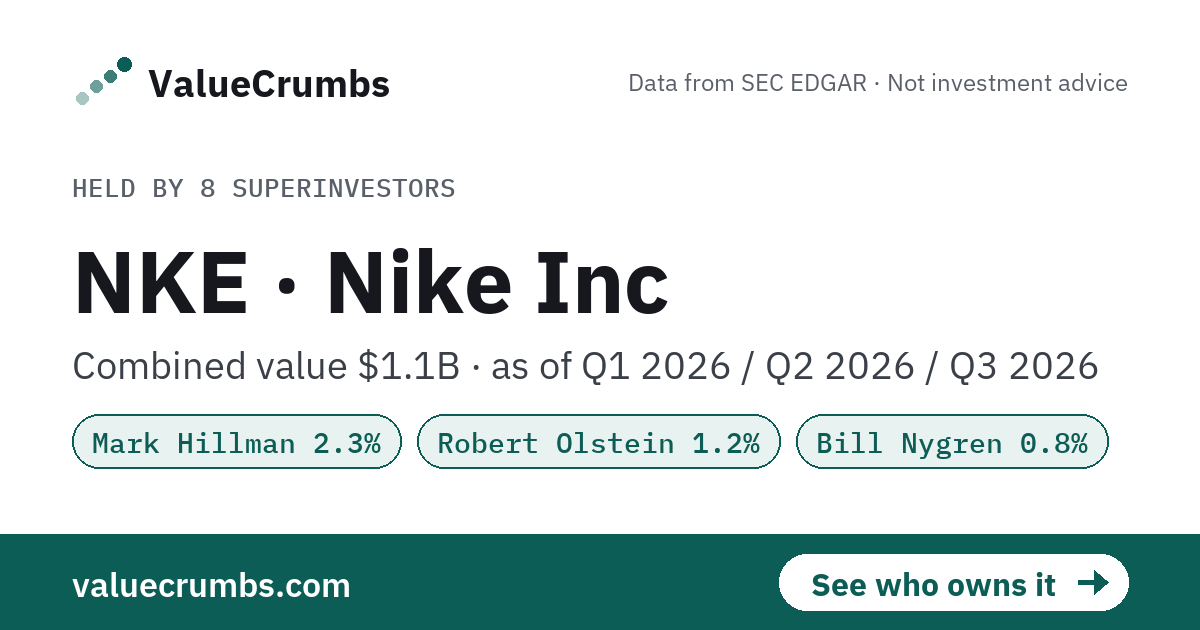 ValueCrumbs
Data from SEC EDGAR · Not investment advice
HELD BY 8 SUPERINVESTORS
NKE · Nike Inc
Combined value $1.1B · as of Q1 2026 / Q2 2026 / Q3 2026
Mark Hillman 2.3%
Robert Olstein 1.2%
Bill Nygren 0.8%
valuecrumbs.com
See who owns it →